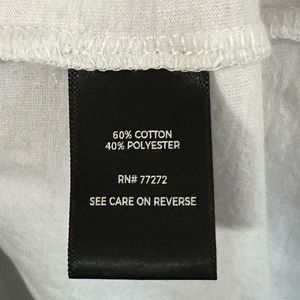 60% COTTON
40% POLYESTER
RN# 77272
SEE CARE ON REVERSE